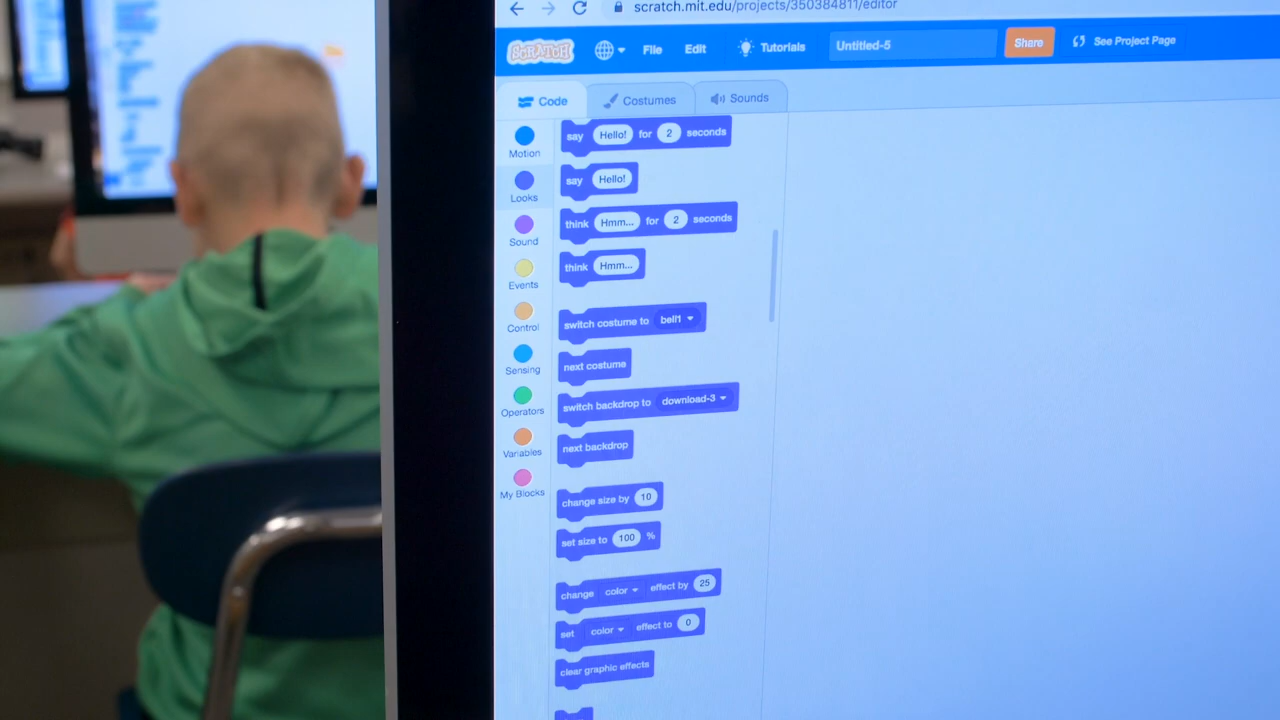 scratch.mit.edu/projects/350384811/editor
SCRATCH File Edit Tutorials Untitled-5 Share See Project Page
Code Costumes Sounds
Motion
Looks
Sound
Events
Control
Sensing
Operators
Variables
My Blocks
say Hello! for 2 seconds
say Hello!
think Hmm... for 2 seconds
think Hmm...
switch costume to bell1
next costume
switch backdrop to download-3
next backdrop
change size by 10
set size to 100 %
change color effect by 25
set color effect to 0
clear graphic effects